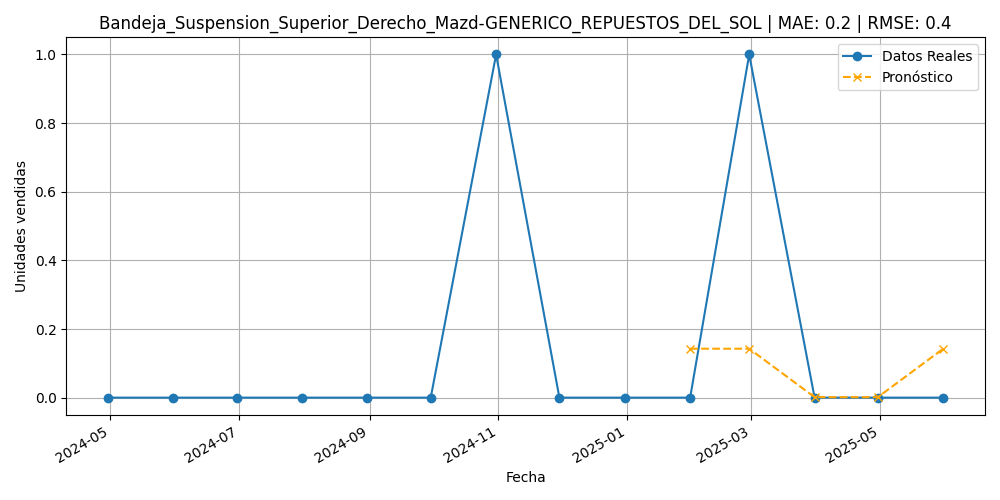 Bandeja_Suspension_Superior_Derecho_Mazd-GENERICO_REPUESTOS_DEL_SOL | MAE: 0.2 | RMSE: 0.4
Datos Reales
Pronóstico
Unidades vendidas
1.0
0.8
0.6
0.4
0.2
0.0
2024-05
2024-07
2024-09
2024-11
2025-01
2025-03
2025-05
Fecha